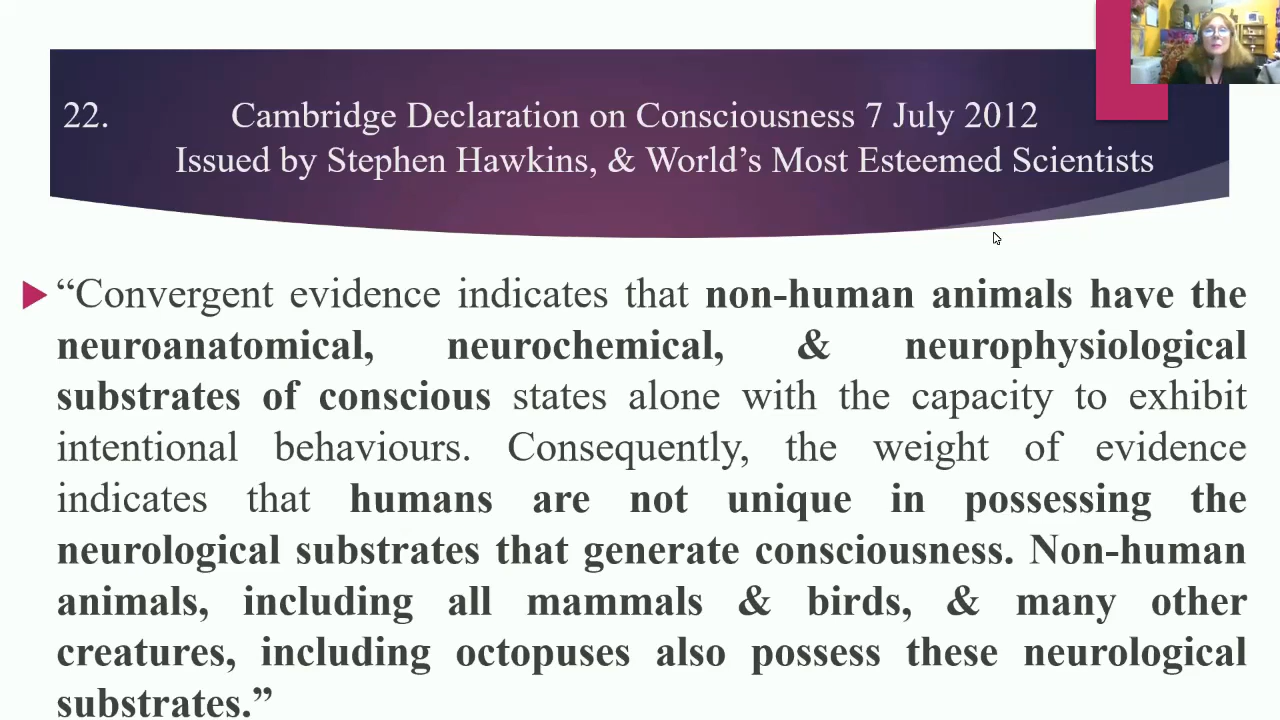 22. Cambridge Declaration on Consciousness 7 July 2012
Issued by Stephen Hawkins, & World’s Most Esteemed Scientists
“Convergent evidence indicates that non-human animals have the
neuroanatomical, neurochemical, & neurophysiological
substrates of conscious states alone with the capacity to exhibit
intentional behaviours. Consequently, the weight of evidence
indicates that humans are not unique in possessing the
neurological substrates that generate consciousness. Non-human
animals, including all mammals & birds, & many other
creatures, including octopuses also possess these neurological
substrates.”